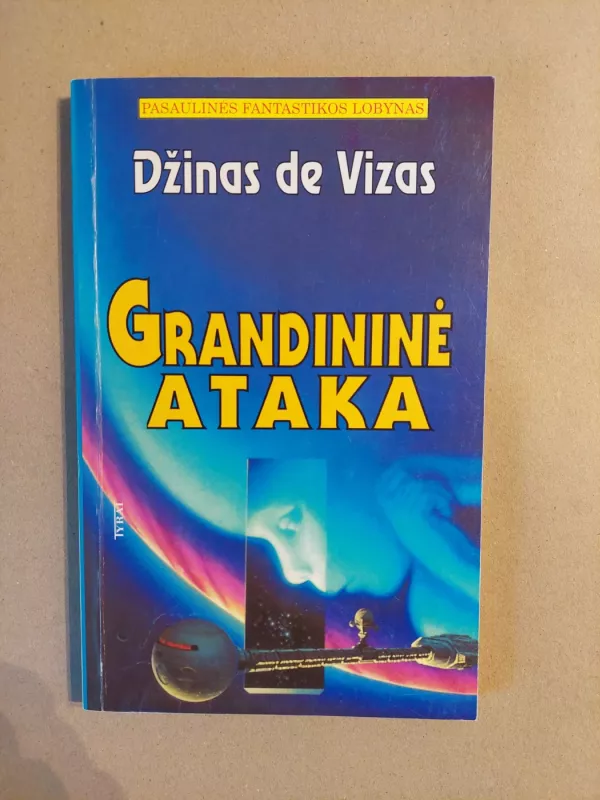 PASAULINĖS FANTASTIKOS LOBYNAS
Džinas de Vizas
GRANDININĖ
ATAKA
TYRAI